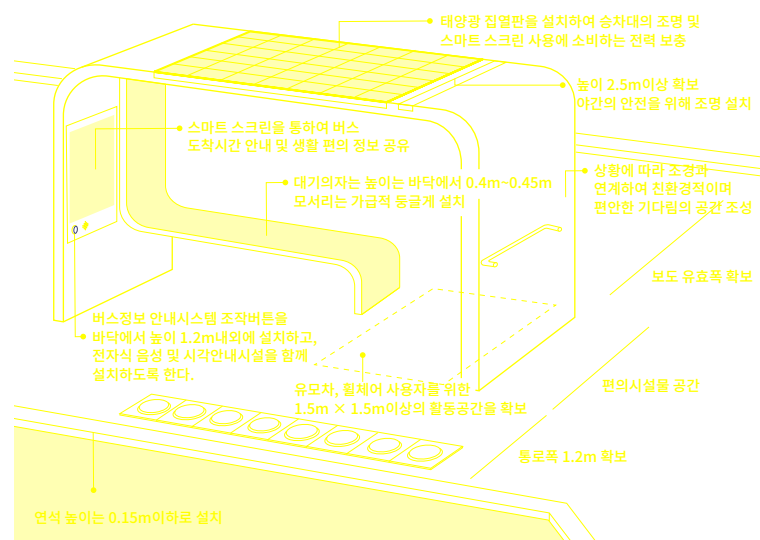 태양광 집열판을 설치하여 승차대의 조명 및
스마트 스크린 사용에 소비하는 전력 보충
높이 2.5m이상 확보
야간의 안전을 위해 조명 설치
스마트 스크린을 통하여 버스
도착시간 안내 및 생활 편의 정보 공유
대기의자는 높이는 바닥에서 0.4m~0.45m
모서리는 가급적 둥글게 설치
상황에 따라 조경과
연계하여 친환경적이며
편안한 기다림의 공간 조성
보도 유효폭 확보
버스정보 안내시스템 조작버튼을
바닥에서 높이 1.2m내외에 설치하고,
전자식 음성 및 시각안내시설을 함께
설치하도록 한다.
유모차, 휠체어 사용자를 위한
1.5m × 1.5m이상의 활동공간을 확보
편의시설물 공간
통로폭 1.2m 확보
연석 높이는 0.15m이하로 설치